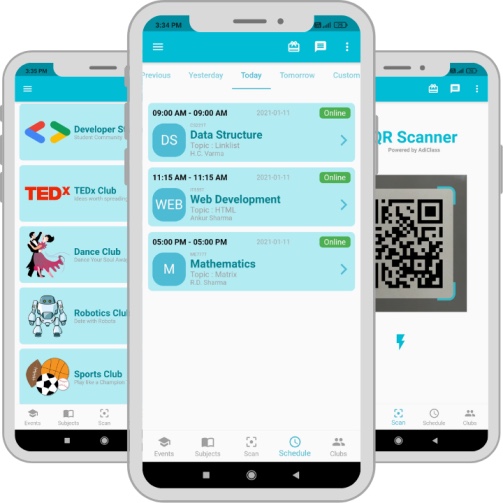 3:35 PM
Developer St
Student Community
TEDx
TEDx Club
Ideas worth spreading
Dance Club
Dance Your Soul Away
Robotics Club
Date with Robots
Sports Club
Play like a Champion
Events
Subjects
Scan
3:34 PM
Previous
Yesterday
Today
Tomorrow
Custom
09:00 AM - 09:00 AM
2021-01-11
Online
DS
Data Structure
Topic : Linklist
H.C. Varma
11:15 AM - 11:15 AM
2021-01-11
Online
WEB
Web Development
Topic : HTML
Ankur Sharma
05:00 PM - 05:00 PM
2021-01-11
Online
M
Mathematics
Topic : Matrix
R.D. Sharma
Events
Subjects
Scan
Schedule
Clubs
QR Scanner
Powered by AdiClass
Scan
Schedule
Clubs